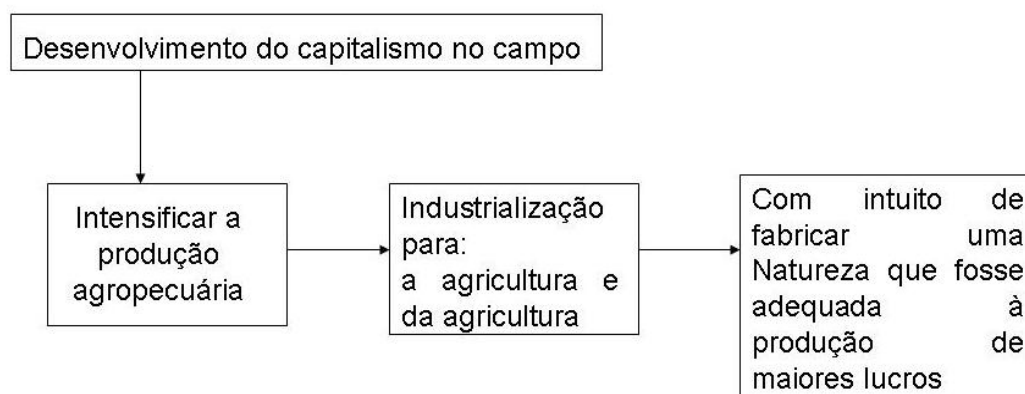 Desenvolvimento do capitalismo no campo
Intensificar a
produção
agropecuária
Industrialização
para:
a agricultura e
da agricultura
Com intuito de
fabricar uma
Natureza que fosse
adequada à
produção de
maiores lucros